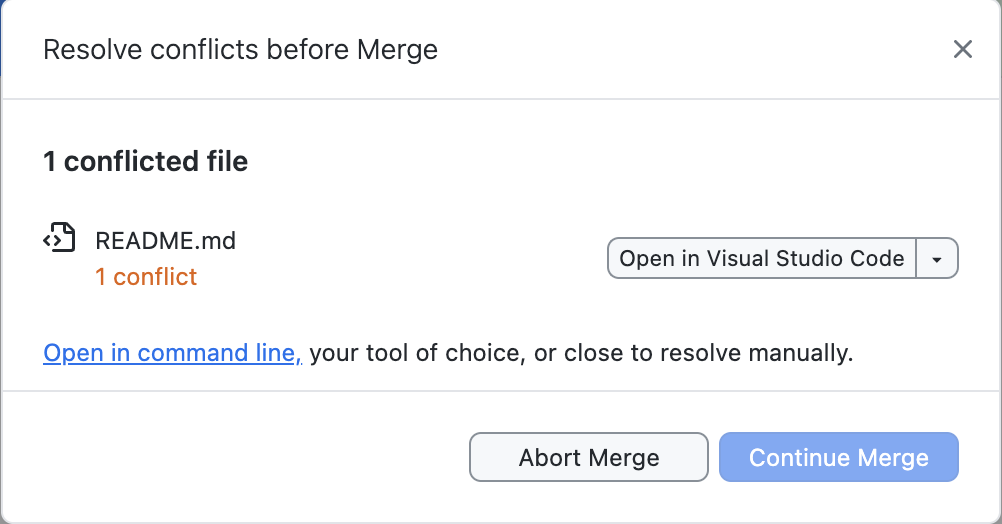 Resolve conflicts before Merge
1 conflicted file
README.md
1 conflict
Open in Visual Studio Code
Open in command line, your tool of choice, or close to resolve manually.
Abort Merge
Continue Merge